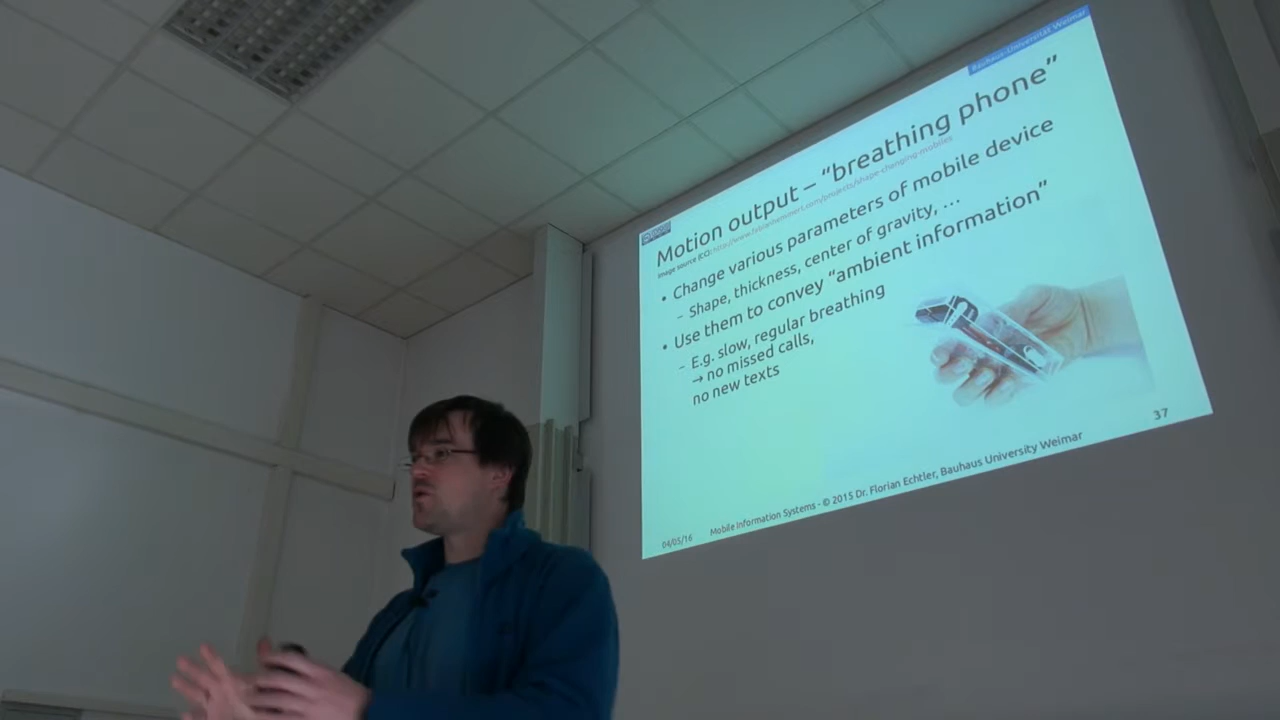 Bauhaus-Universität Weimar
Motion output – “breathing phone”
Image source (CC): http://www.fabianhemmert.com/projects/shape-changing-mobiles
• Change various parameters of mobile device
– Shape, thickness, center of gravity, ...
• Use them to convey “ambient information”
– E.g. slow, regular breathing
→ no missed calls,
no new texts
37
04/05/16
Mobile Information Systems - © 2015 Dr. Florian Echtler, Bauhaus University Weimar